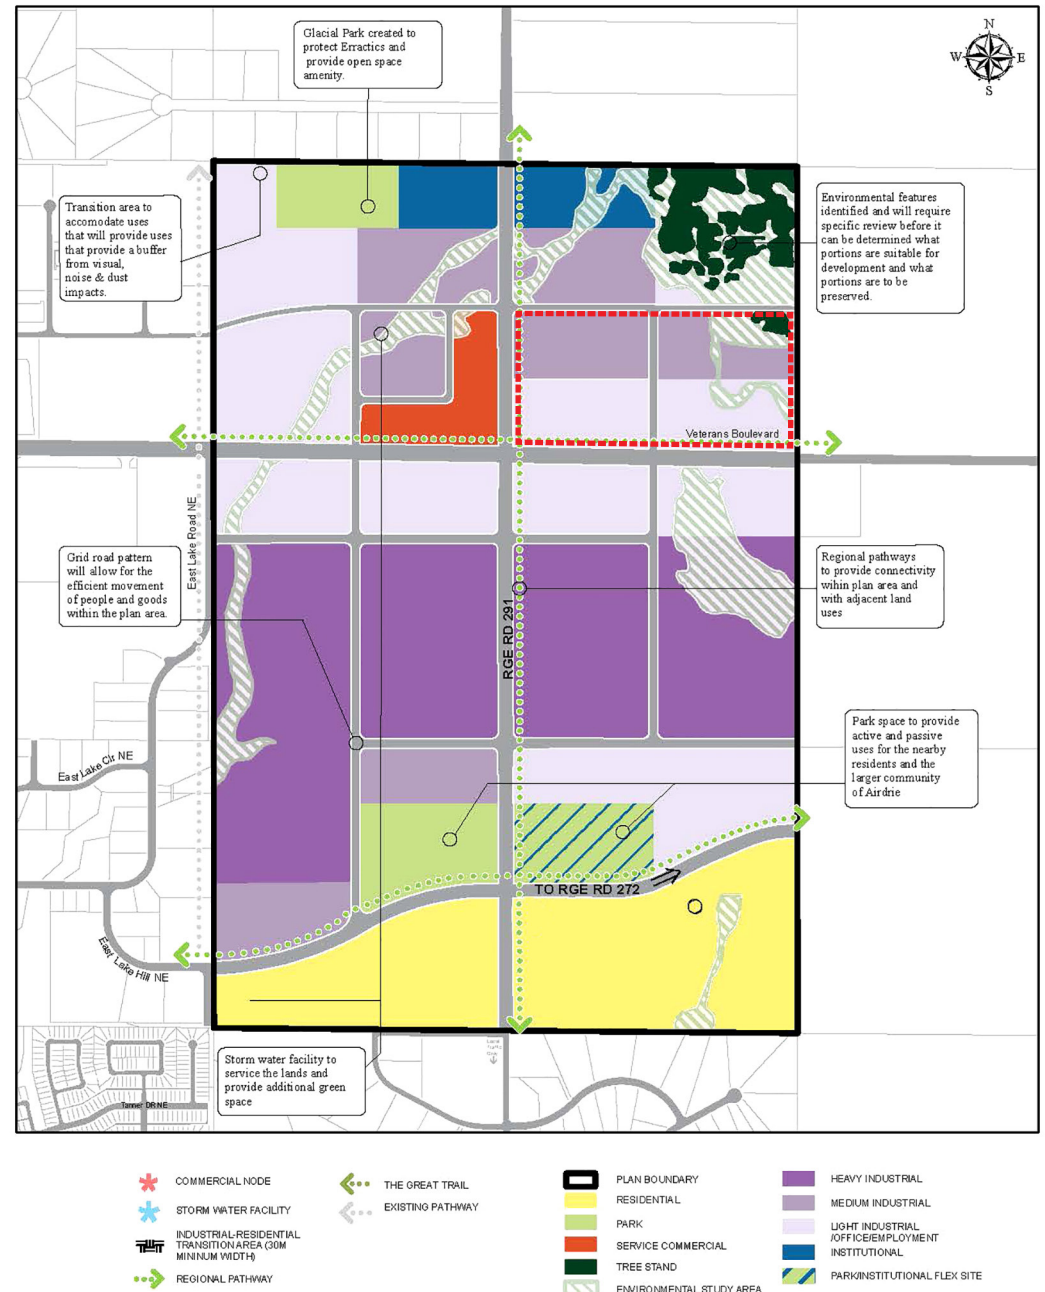 Glacial Park created to
protect Erractics and
provide open space
amenity.
N
W
E
S
Transition area to
accomodate uses
that will provide uses
that provide a buffer
from visual,
noise & dust
impacts.
Environmental features
identified and will require
specific review before it
can be determined what
portions are suitable for
development and what
portions are to be
preserved.
Veterans Boulevard
East Lake Road NE
Grid road pattern
will allow for the
efficient movement
of people and goods
within the plan area.
RGE RD 291
Regional pathways
to provide connectivity
wihin plan area and
with adjacent land
uses
East Lake Cir NE
Park space to provide
active and passive
uses for the nearby
residents and the
larger community
of Airdrie
TO RGE RD 272
East Lake Hill NE
Storm water facility to
service the lands and
provide additional green
space
Tanner DR NE
COMMERCIAL NODE
STORM WATER FACILITY
INDUSTRIAL-RESIDENTIAL
TRANSITION AREA (30M
MININUM WIDTH)
REGIONAL PATHWAY
THE GREAT TRAIL
EXISTING PATHWAY
PLAN BOUNDARY
RESIDENTIAL
PARK
SERVICE COMMERCIAL
TREE STAND
ENVIRONMENTAL STUDY AREA
HEAVY INDUSTRIAL
MEDIUM INDUSTRIAL
LIGHT INDUSTRIAL
/OFFICE/EMPLOYMENT
INSTITUTIONAL
PARK/INSTITUTIONAL FLEX SITE